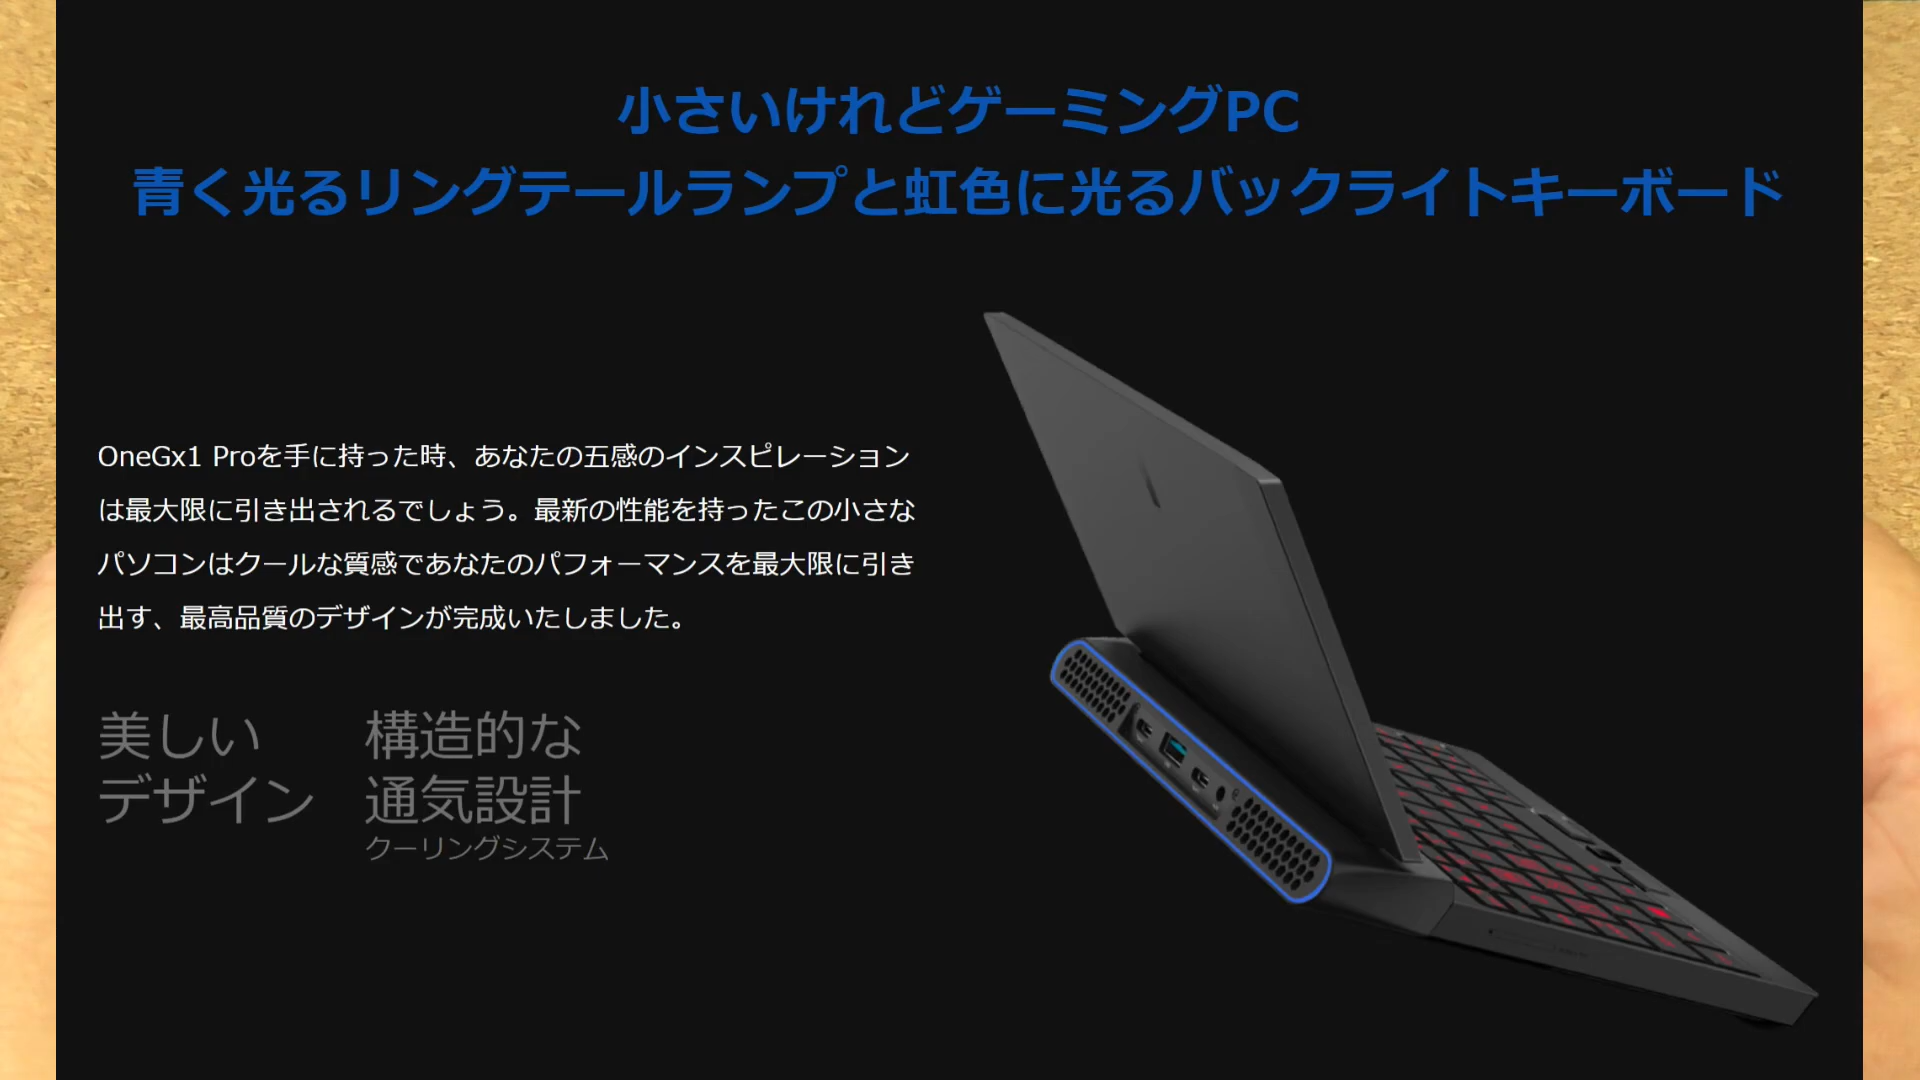 小さいけれどゲーミングPC
青く光るリングテールランプと虹色に光るバックライトキーボード
OneGx1 Proを手に持った時、あなたの五感のインスピレーション
は最大限に引き出されるでしょう。最新の性能を持ったこの小さな
パソコンはクールな質感であなたのパフォーマンスを最大限に引き
出す、最高品質のデザインが完成いたしました。
美しい
デザイン
構造的な
通気設計
クーリングシステム